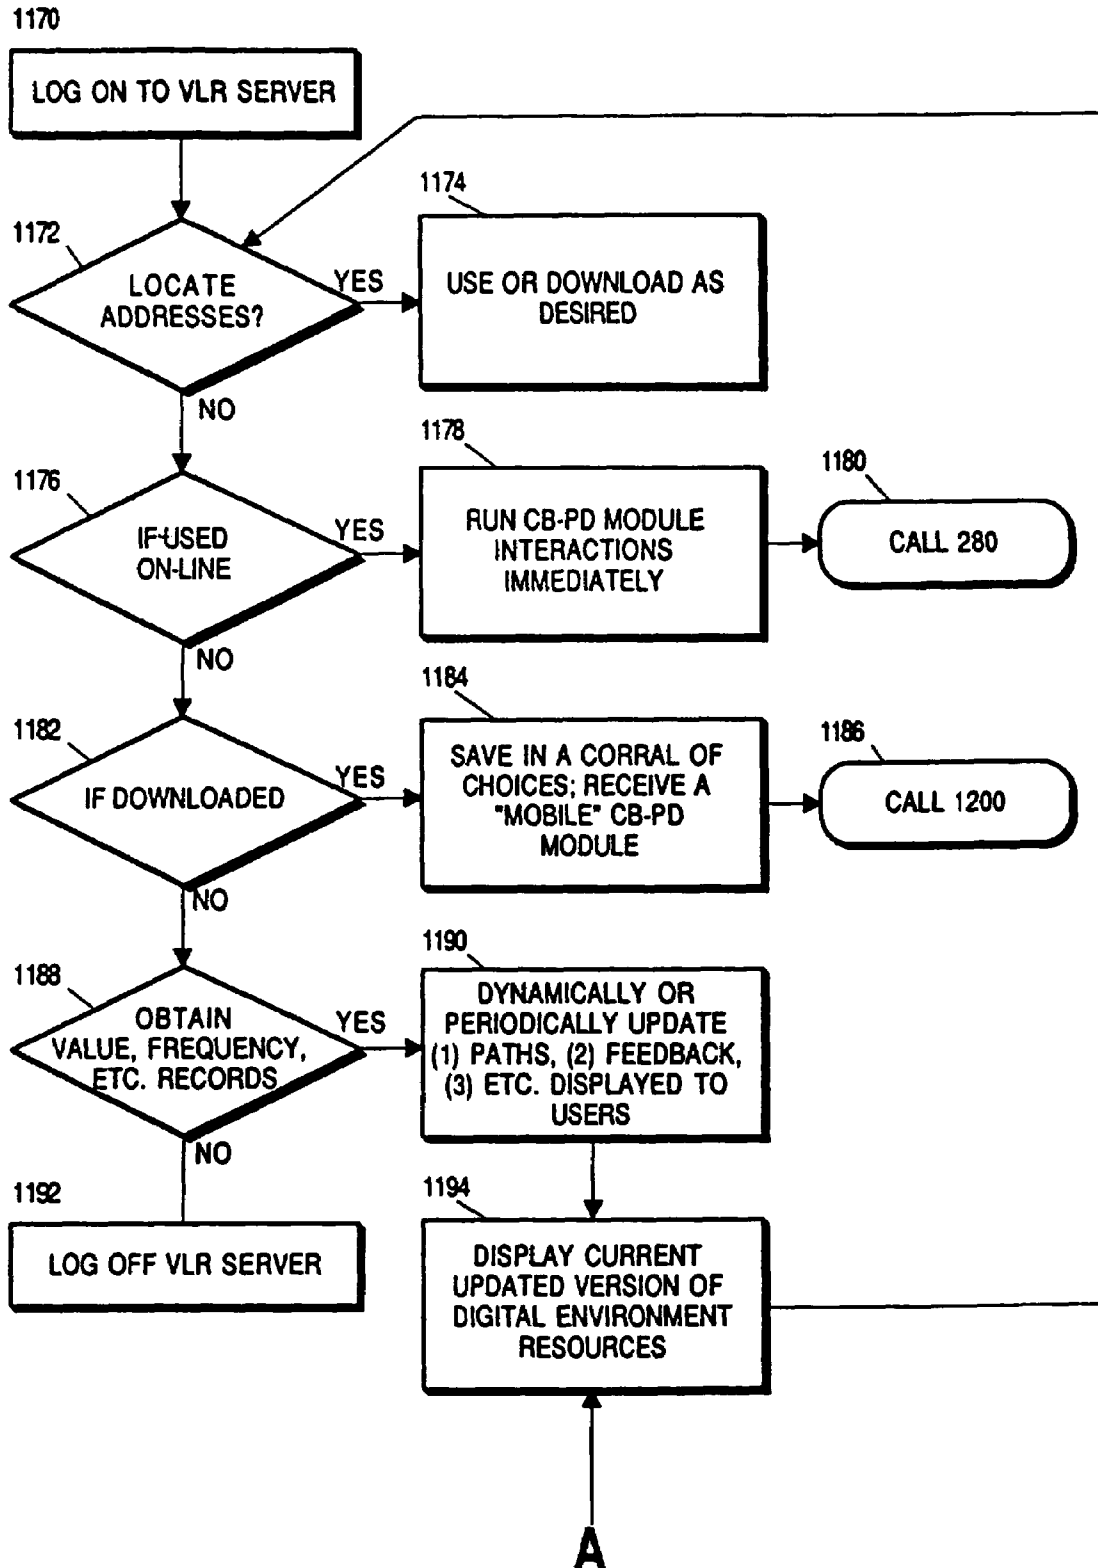 1170
LOG ON TO VLR SERVER
1172
LOCATE
ADDRESSES?
YES
NO
1174
USE OR DOWNLOAD AS
DESIRED
1176
IF-USED
ON-LINE
YES
NO
1178
RUN CB-PD MODULE
INTERACTIONS
IMMEDIATELY
1180
CALL 280
1182
IF DOWNLOADED
YES
NO
1184
SAVE IN A CORRAL OF
CHOICES; RECEIVE A
"MOBILE" CB-PD
MODULE
1186
CALL 1200
1188
OBTAIN
VALUE, FREQUENCY,
ETC. RECORDS
YES
NO
1190
DYNAMICALLY OR
PERIODICALLY UPDATE
(1) PATHS, (2) FEEDBACK,
(3) ETC. DISPLAYED TO
USERS
1192
LOG OFF VLR SERVER
1194
DISPLAY CURRENT
UPDATED VERSION OF
DIGITAL ENVIRONMENT
RESOURCES
A